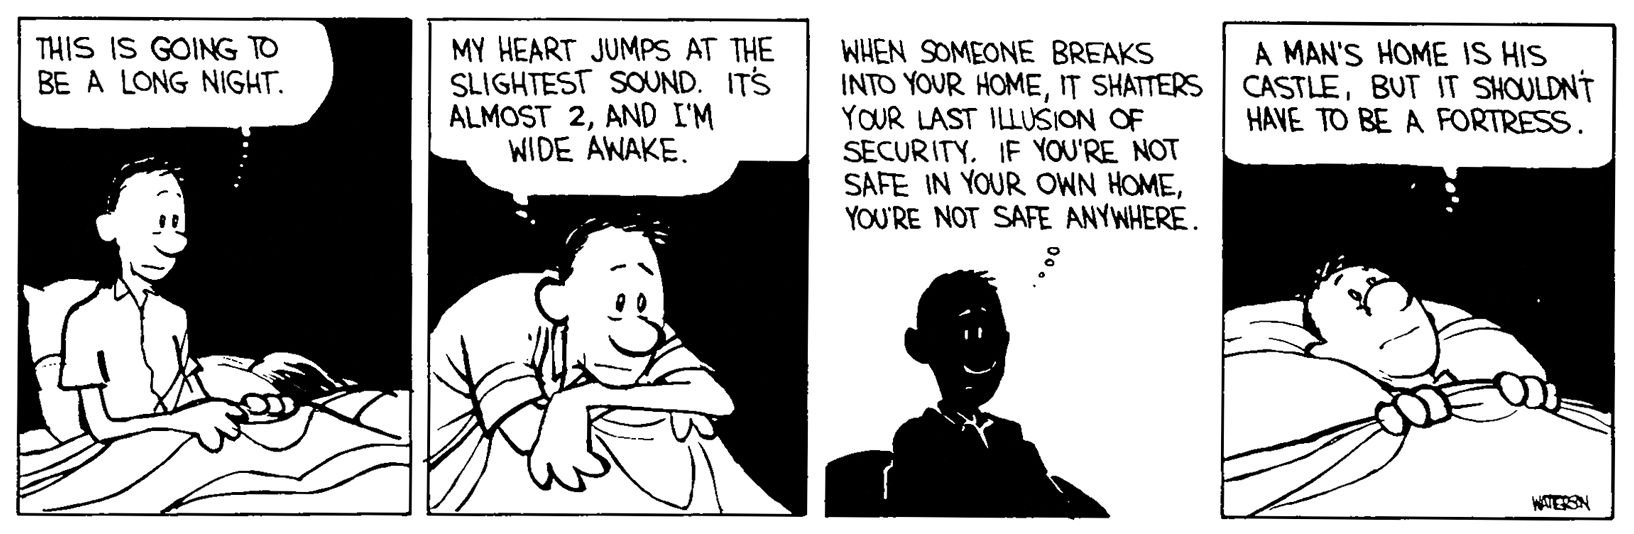 THIS IS GOING TO
BE A LONG NIGHT.
MY HEART JUMPS AT THE
SLIGHTEST SOUND. IT'S
ALMOST 2, AND I'M
WIDE AWAKE.
WHEN SOMEONE BREAKS
INTO YOUR HOME, IT SHATTERS
YOUR LAST ILLUSION OF
SECURITY. IF YOU'RE NOT
SAFE IN YOUR OWN HOME,
YOU'RE NOT SAFE ANYWHERE.
A MAN'S HOME IS HIS
CASTLE, BUT IT SHOULDN'T
HAVE TO BE A FORTRESS.
WATTERSON